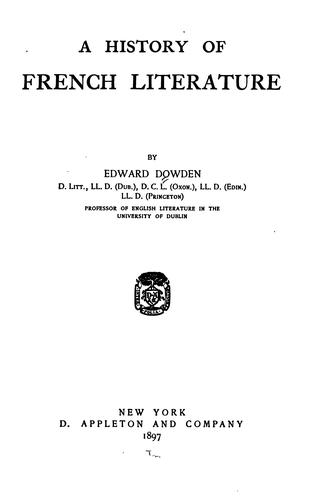 A HISTORY OF
FRENCH LITERATURE
BY
EDWARD DOWDEN
D. LITT., LL. D. (DUB.), D. C. L. (OXON.), LL. D. (EDIN.)
LL. D. (PRINCETON)
PROFESSOR OF ENGLISH LITERATURE IN THE
UNIVERSITY OF DUBLIN
NEW YORK
D. APPLETON AND COMPANY
1897